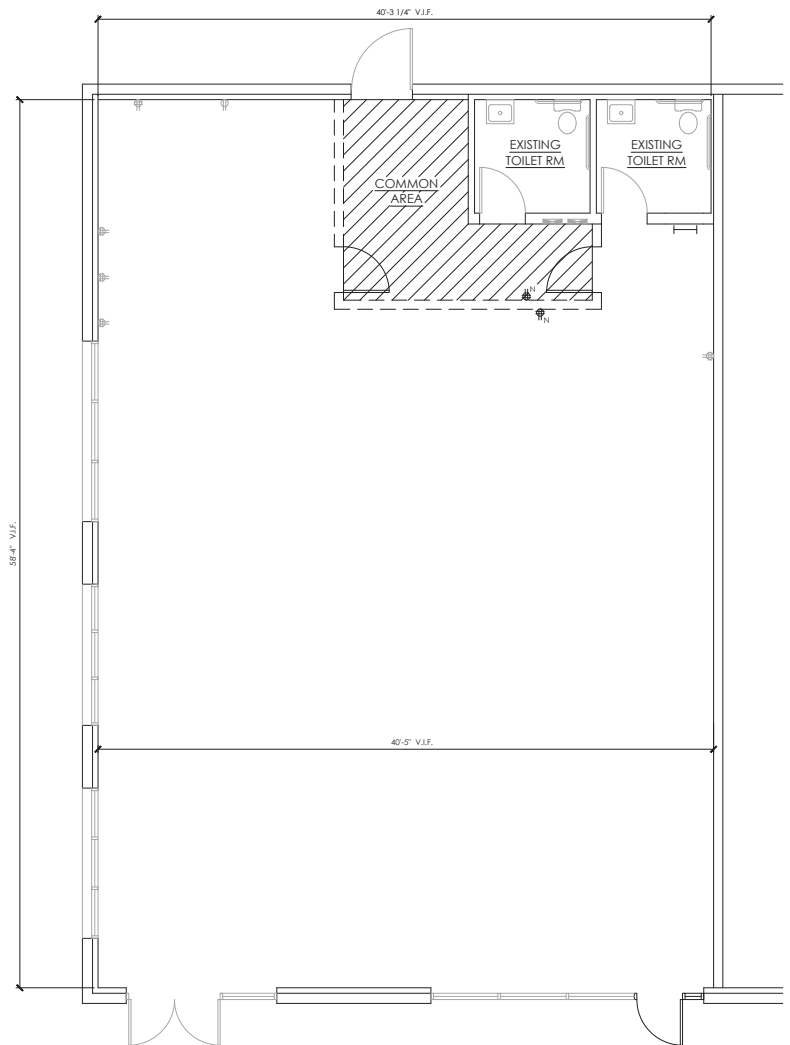 40'-3 1/4" V.I.F.
EXISTING
TOILET RM
EXISTING
TOILET RM
COMMON
AREA
N
N
58'-4" V.I.F.
40'-5" V.I.F.